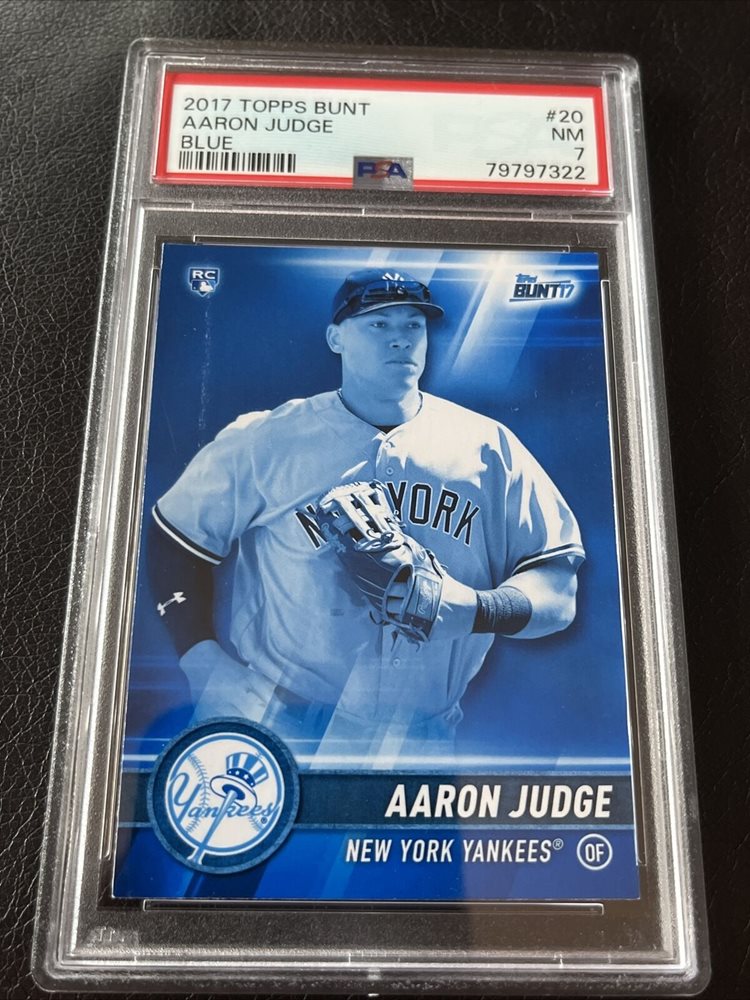 2017 TOPPS BUNT #20
AARON JUDGE NM
BLUE 7
PSA 79797322
RC
Topps
BUNT17
NEW YORK
Yankees
AARON JUDGE
NEW YORK YANKEES® OF